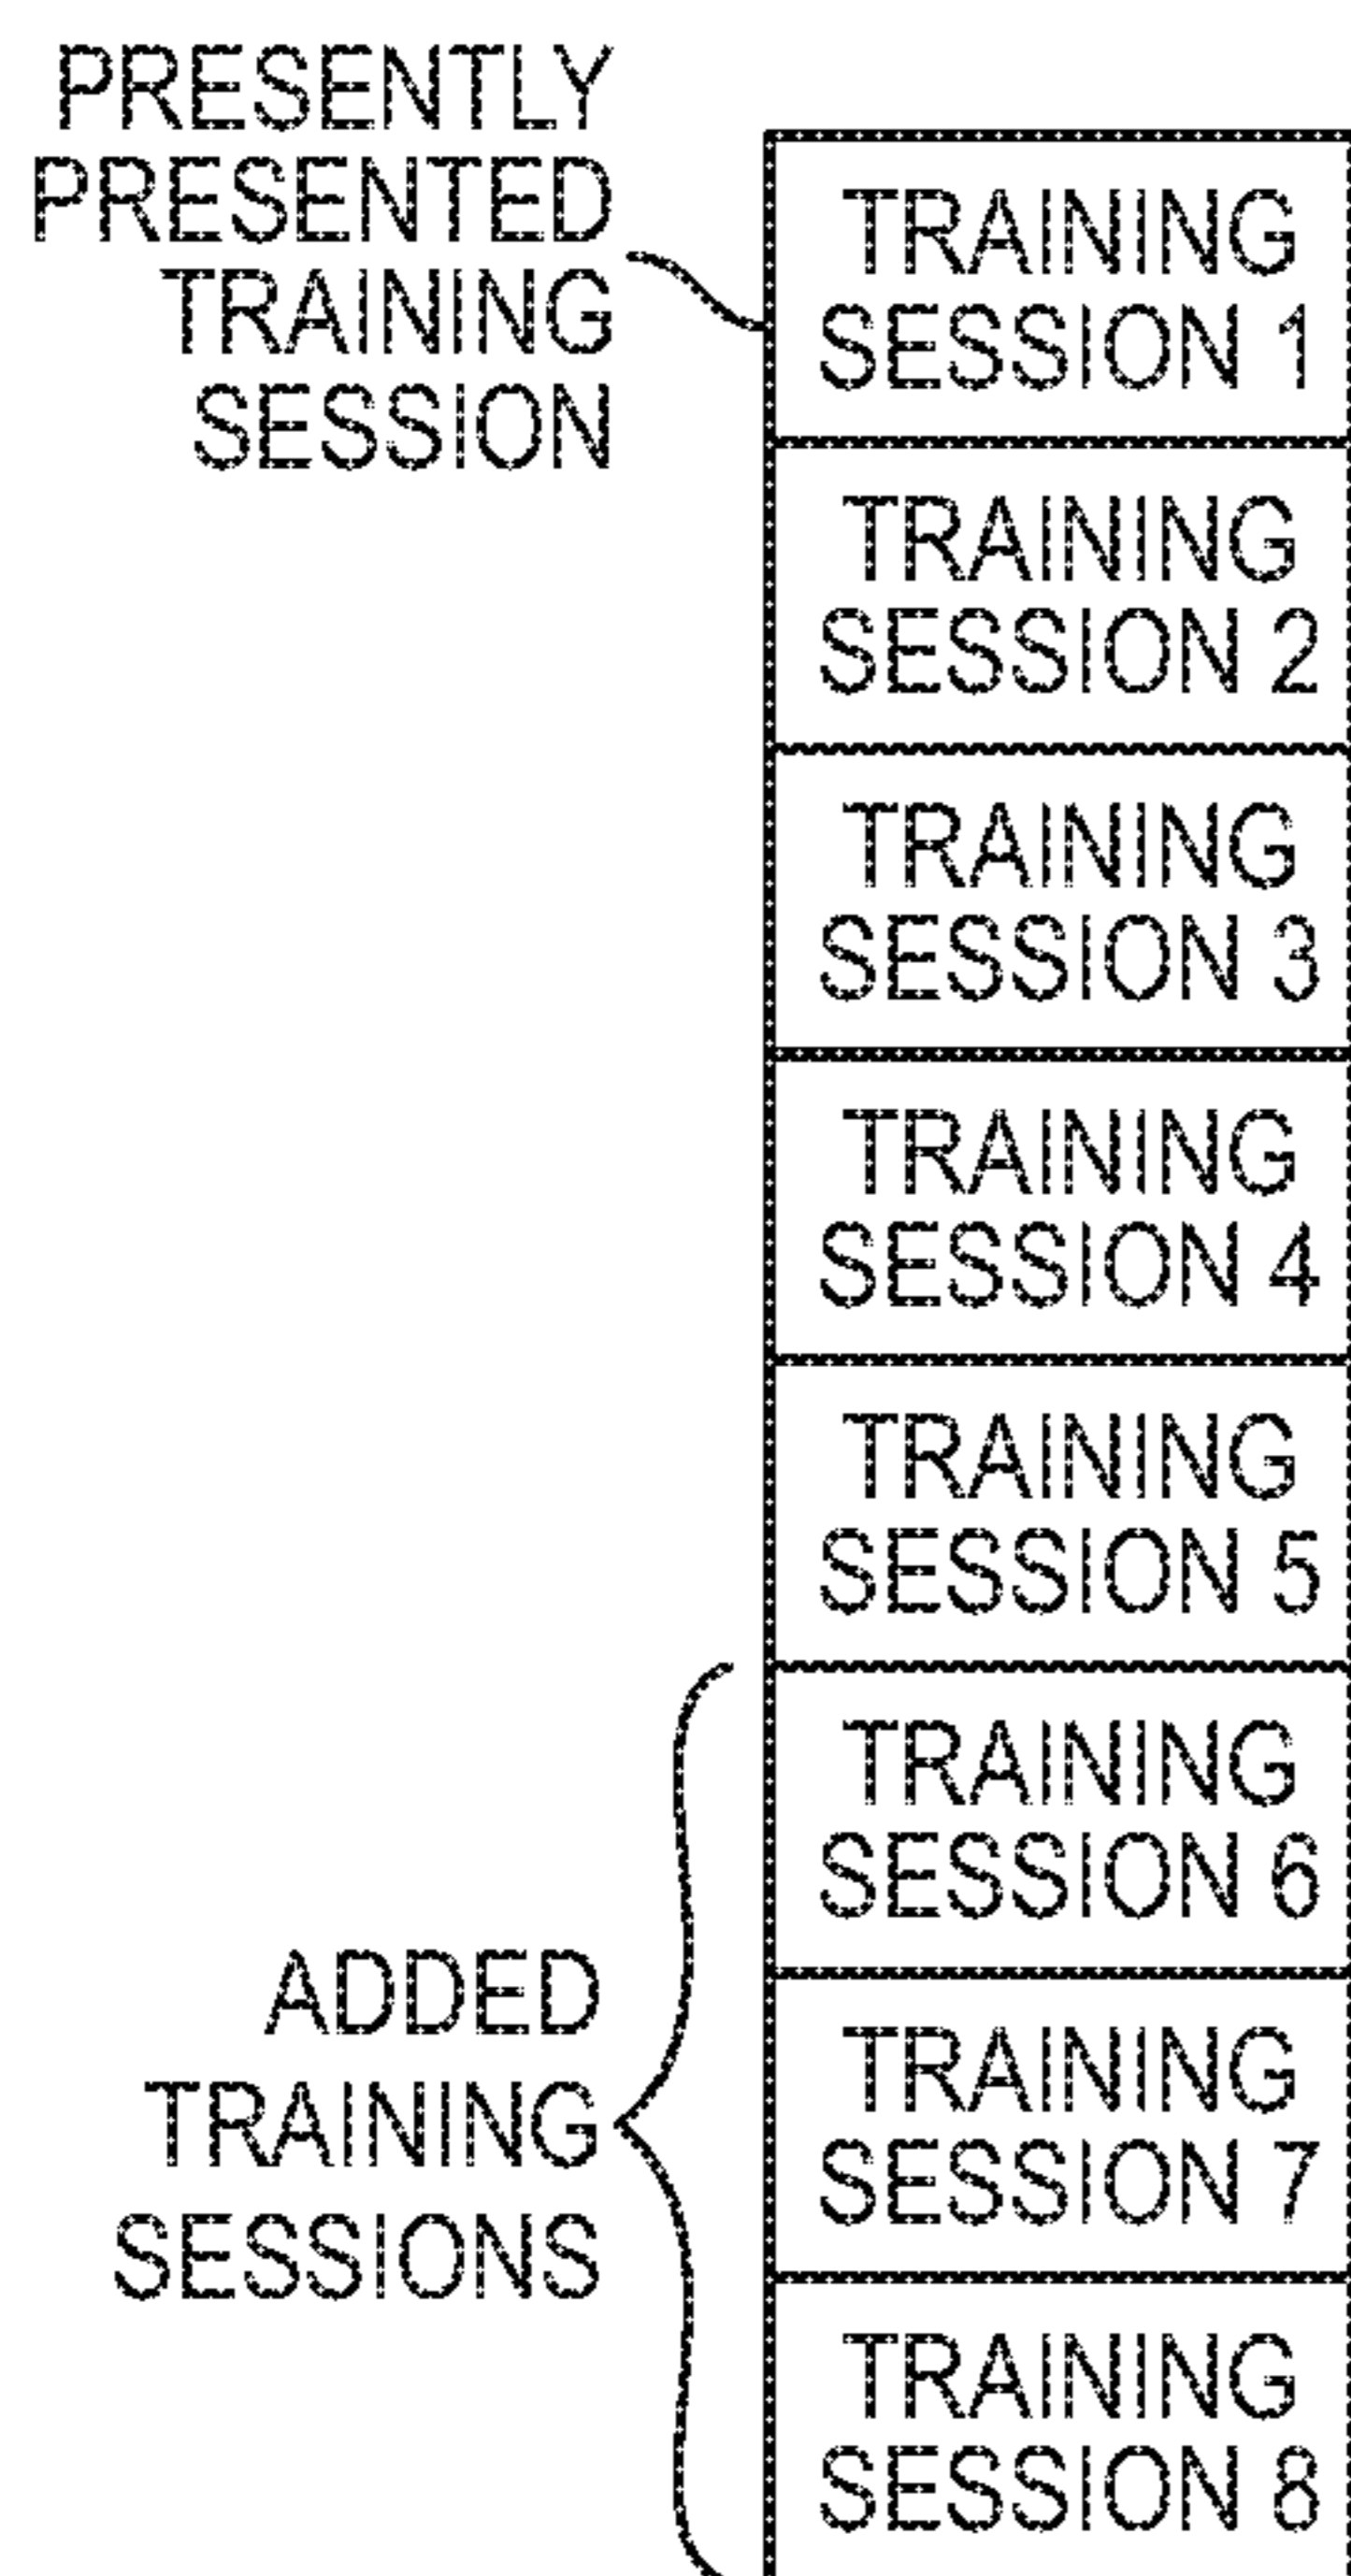 PRESENTLY
PRESENTED
TRAINING
SESSION
TRAINING
SESSION 1
TRAINING
SESSION 2
TRAINING
SESSION 3
TRAINING
SESSION 4
TRAINING
SESSION 5
ADDED
TRAINING
SESSIONS
TRAINING
SESSION 6
TRAINING
SESSION 7
TRAINING
SESSION 8